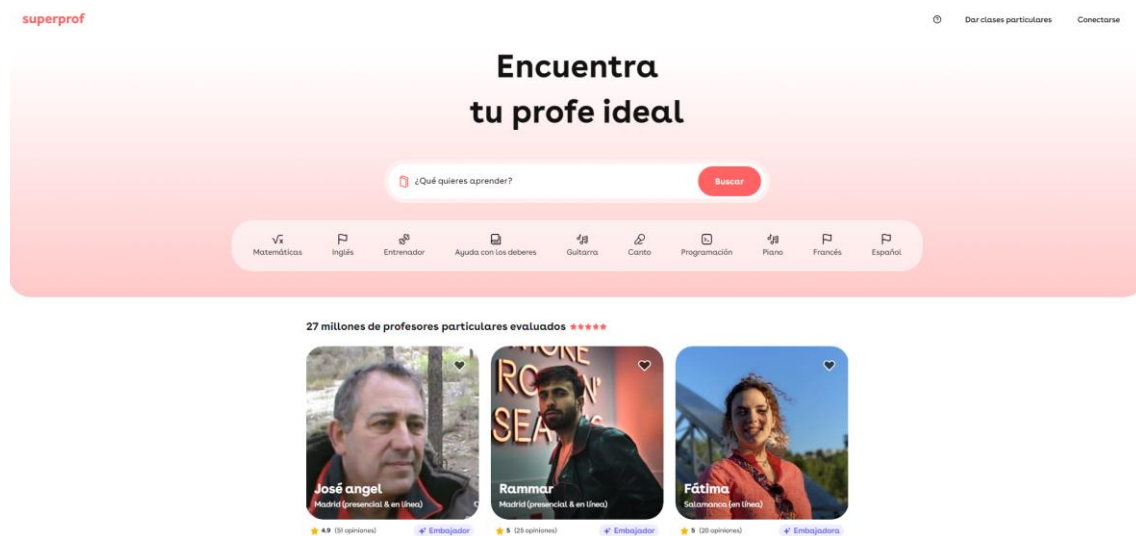 superprof
Dar clases particulares
Conectarse
Encuentra
tu profe ideal
¿Qué quieres aprender?
Buscar
Matemáticas
Inglés
Entrenador
Ayuda con los deberes
Guitarra
Canto
Programación
Piano
Francés
Español
27 millones de profesores particulares evaluados
José angel
Madrid (presencial & en línea)
4.9 (51 opiniones)
Embajador
RO
N'
SEA
Rammar
Madrid (presencial & en línea)
5 (25 opiniones)
Embajador
Fátima
Salamanca (en línea)
5 (20 opiniones)
Embajadora